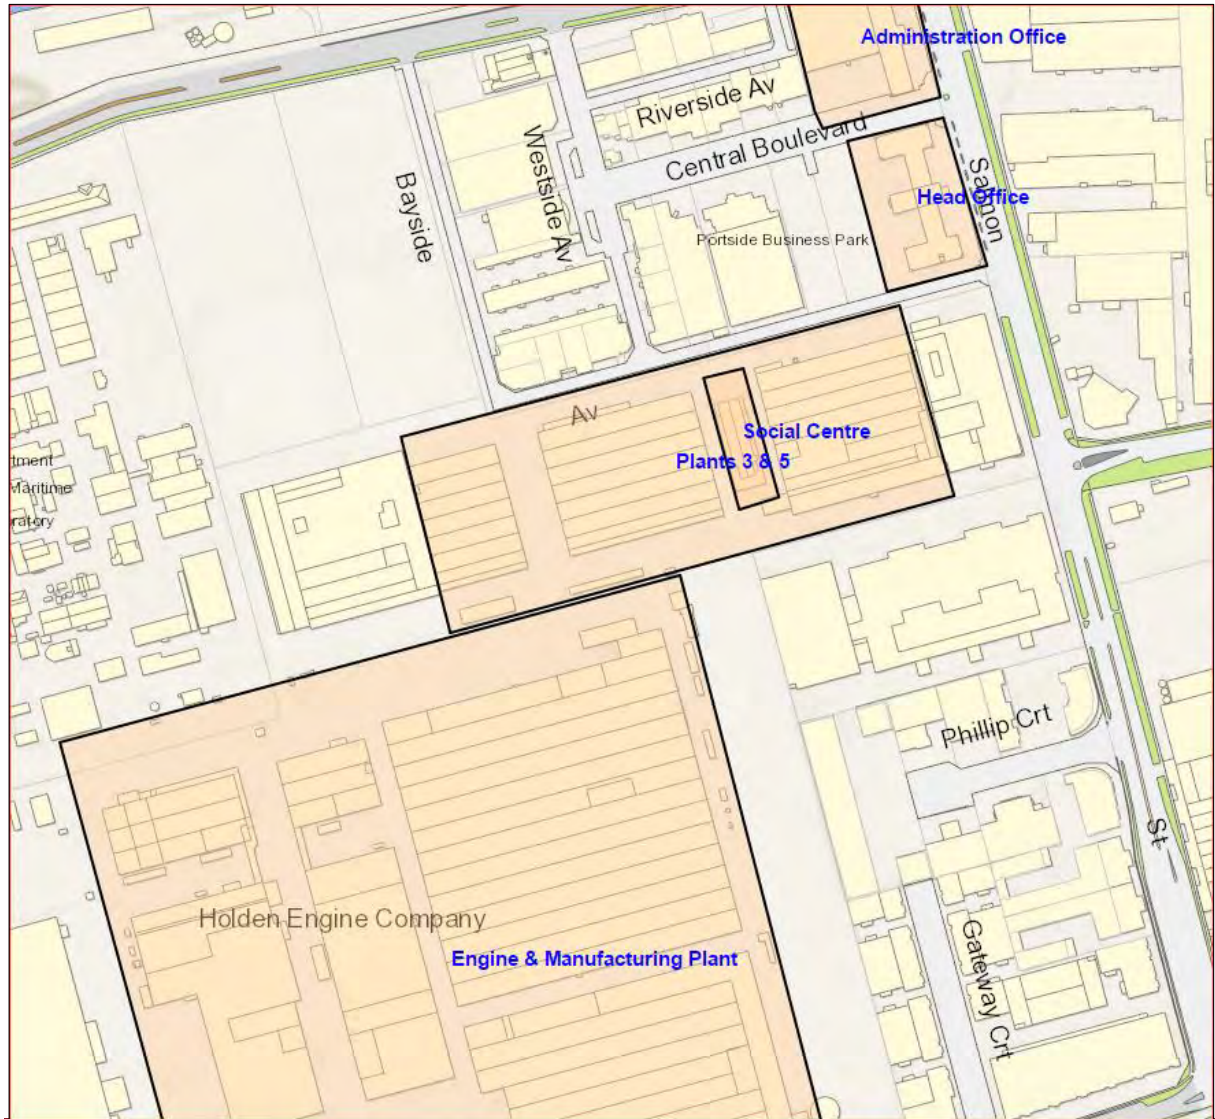 Administration Office
Riverside Av
Central Boulevard
Westside Av
Bayside
Salmon
Head Office
Portside Business Park
Av
Social Centre
Plants 3 & 5
Maritime
Phillip Crt
St
Holden Engine Company
Engine & Manufacturing Plant
Gateway Crt